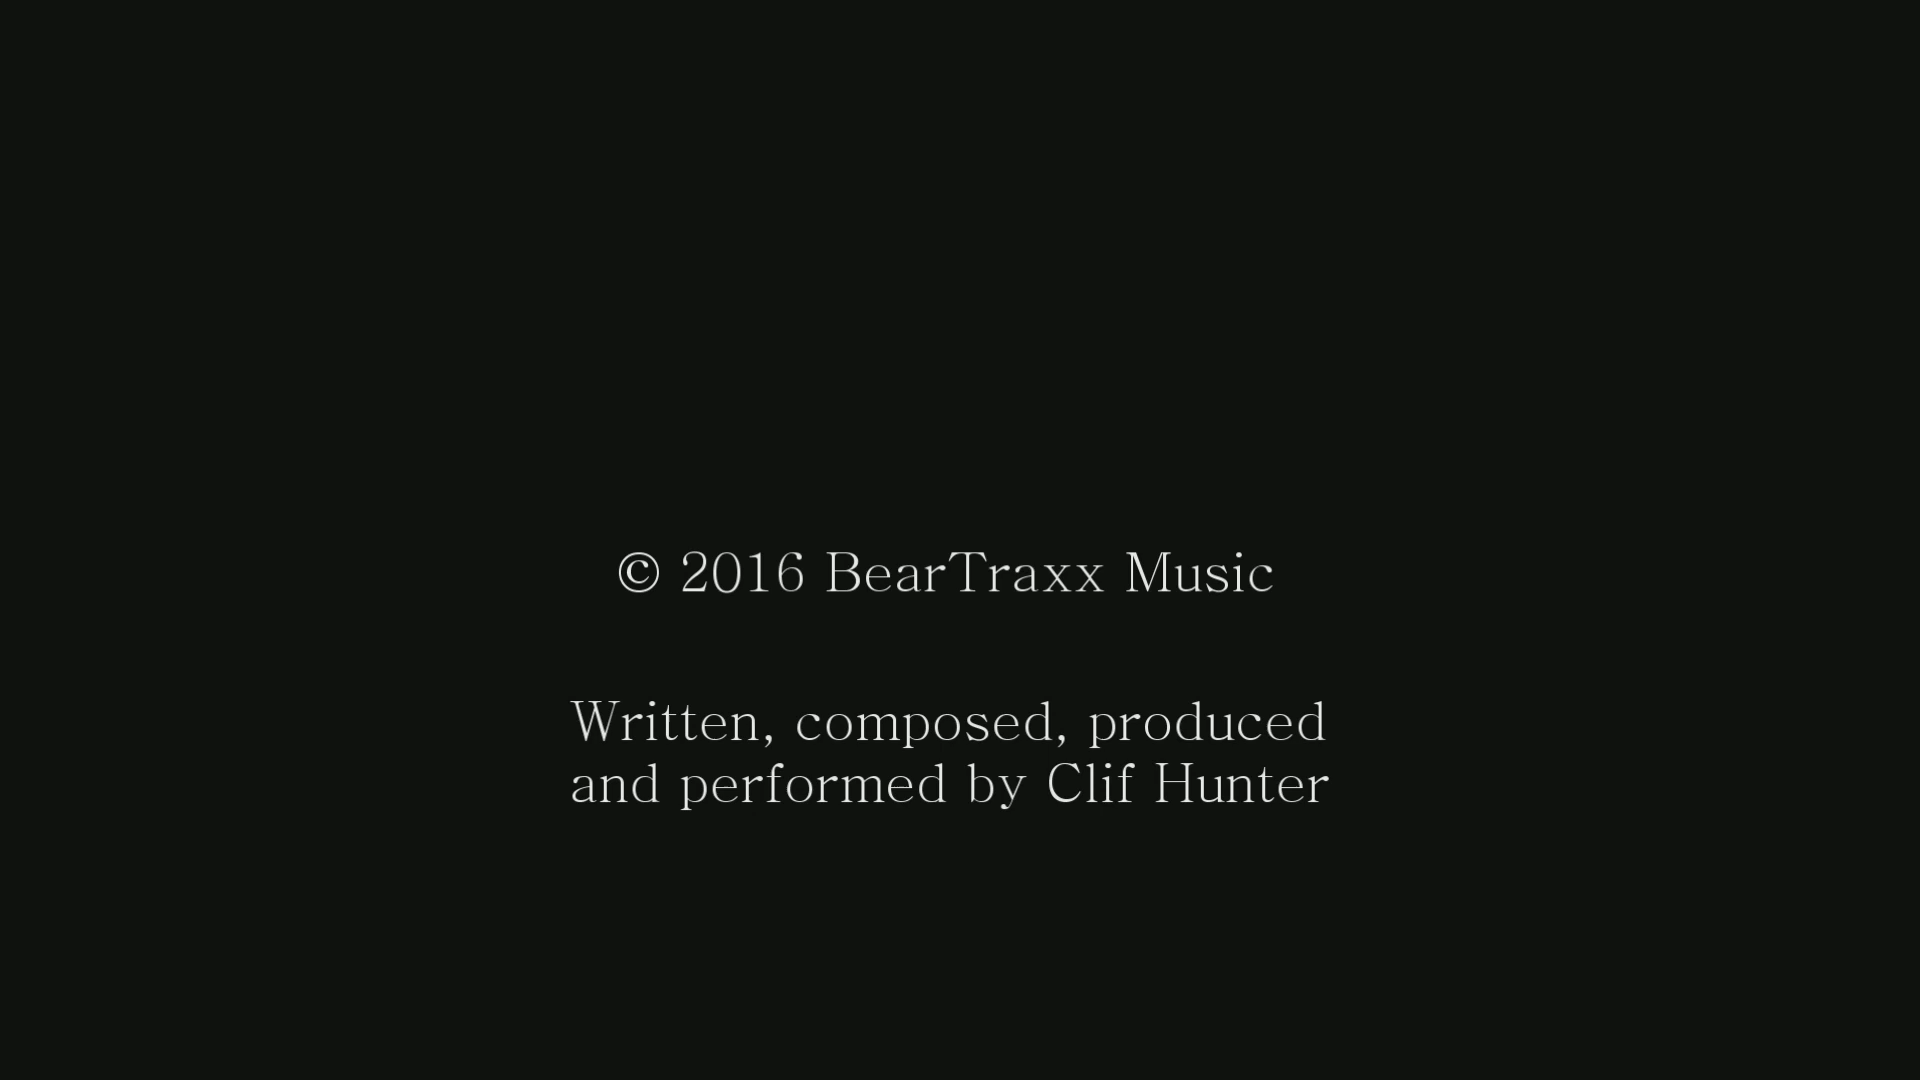 © 2016 BearTraxx Music
Written, composed, produced
and performed by Clif Hunter